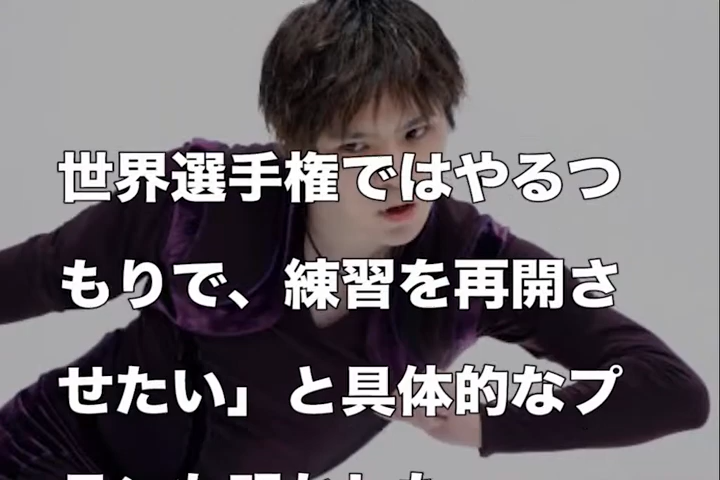 世界選手権ではやるつ
もりで、練習を再開さ
せたい」と具体的なプ